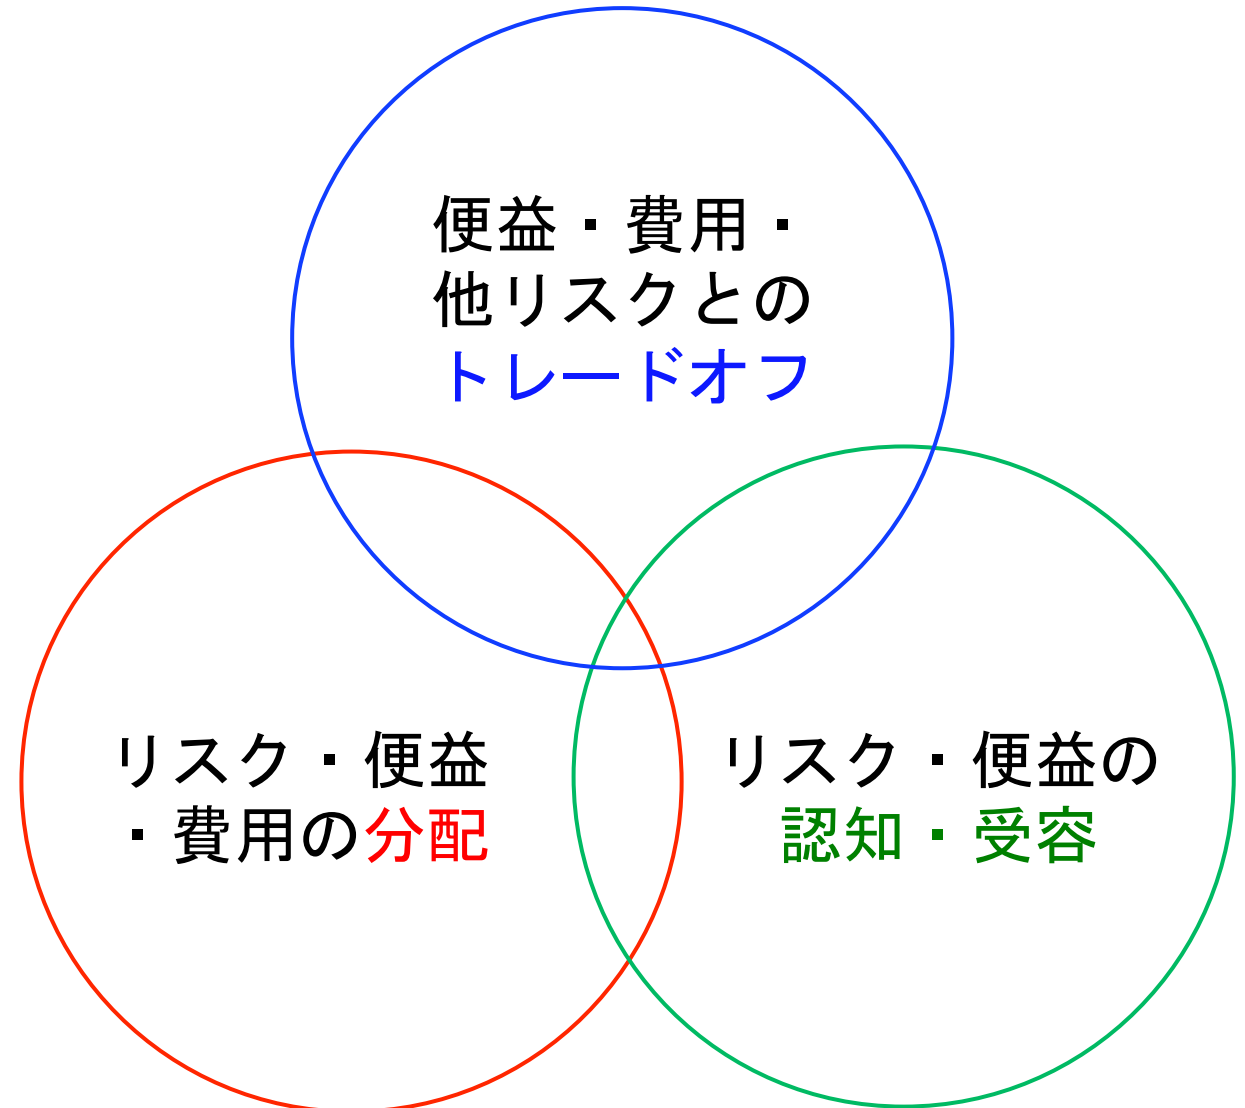 便益・費用・
他リスクとの
トレードオフ
リスク・便益
・費用の分配
リスク・便益の
認知・受容